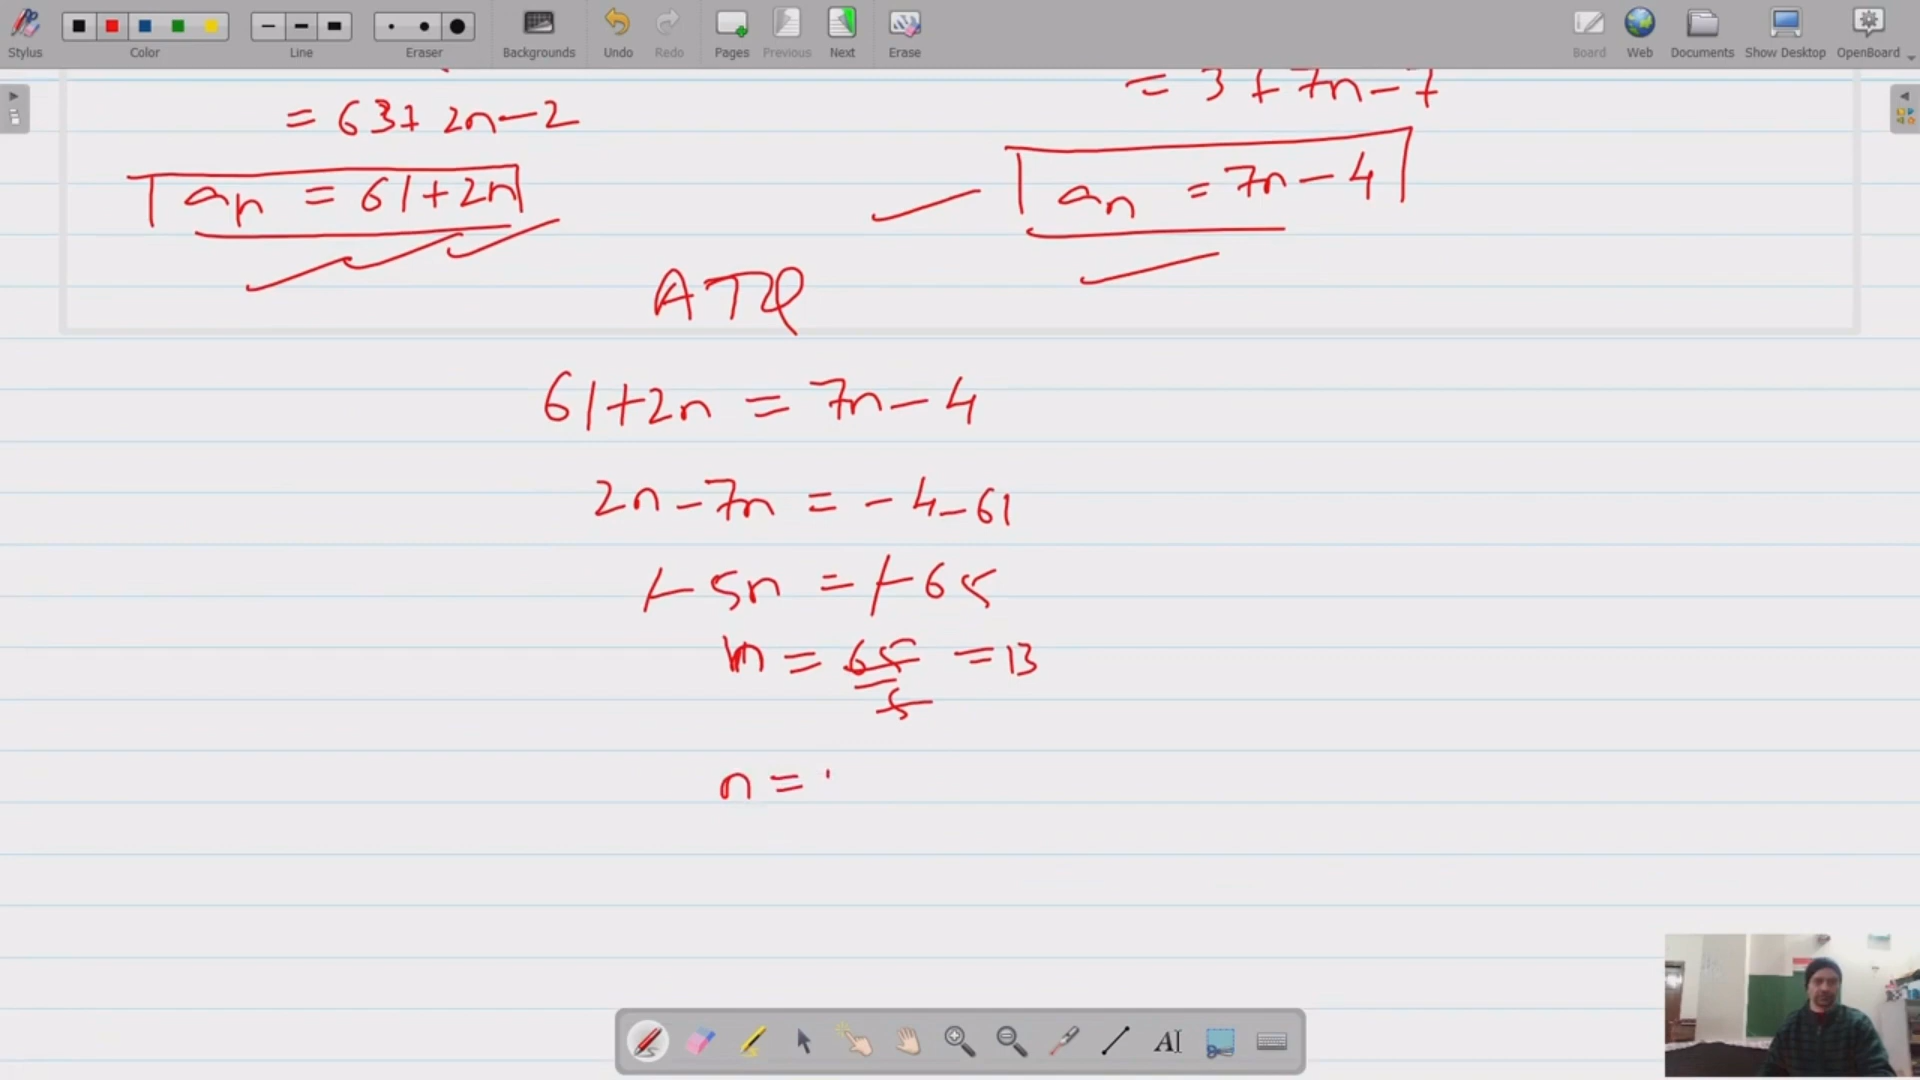 Stylus Color Line Eraser Backgrounds Undo Redo Pages Previous Next Erase Board Web Documents Show Desktop OpenBoard
= 63+2n-2
= 3+7n-7
an = 61+2n
an = 7n-4
ATQ
61+2n = 7n-4
2n-7n = -4-61
-5n = -65
n = 65/5 = 13
n =
AI